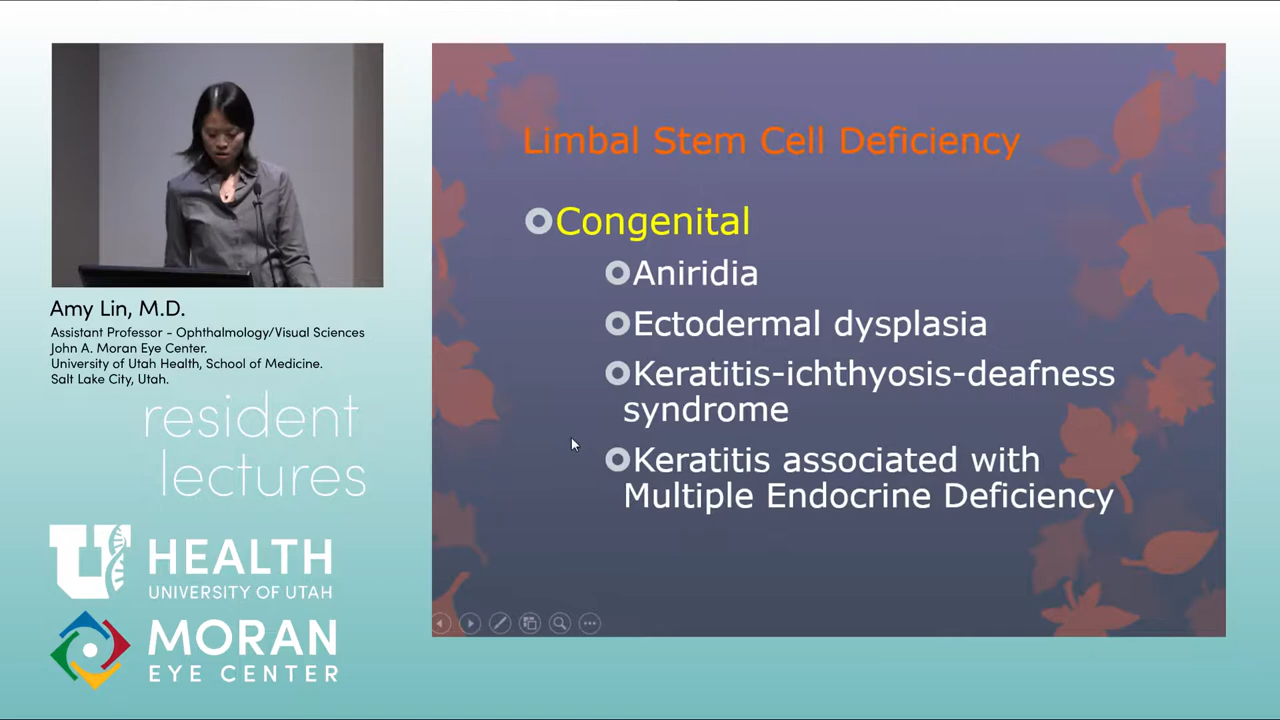 Amy Lin, M.D.
Assistant Professor - Ophthalmology/Visual Sciences
John A. Moran Eye Center.
University of Utah Health, School of Medicine.
Salt Lake City, Utah.
resident
lectures
U HEALTH
UNIVERSITY OF UTAH
MORAN
EYE CENTER
Limbal Stem Cell Deficiency
Congenital
Aniridia
Ectodermal dysplasia
Keratitis-ichthyosis-deafness
syndrome
Keratitis associated with
Multiple Endocrine Deficiency